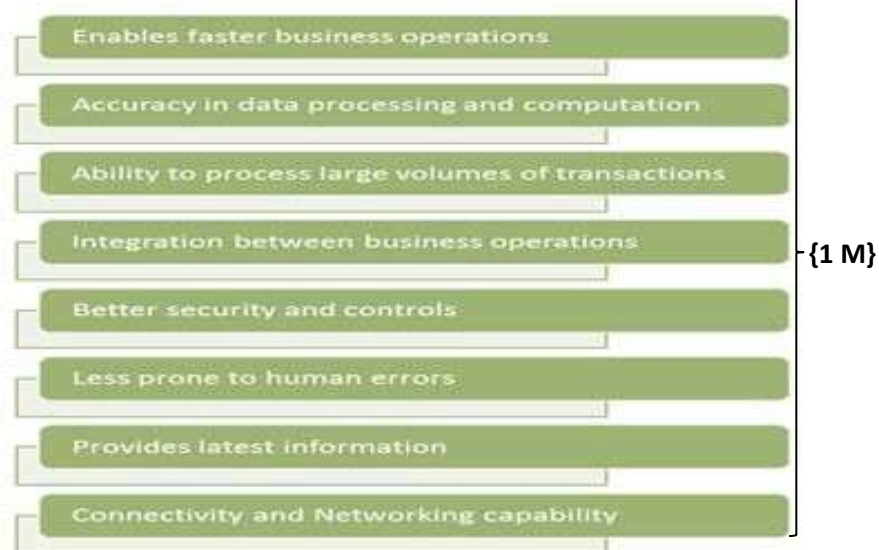 Enables faster business operations
Accuracy in data processing and computation
Ability to process large volumes of transactions
Integration between business operations
{1 M}
Better security and controls
Less prone to human errors
Provides latest information
Connectivity and Networking capability